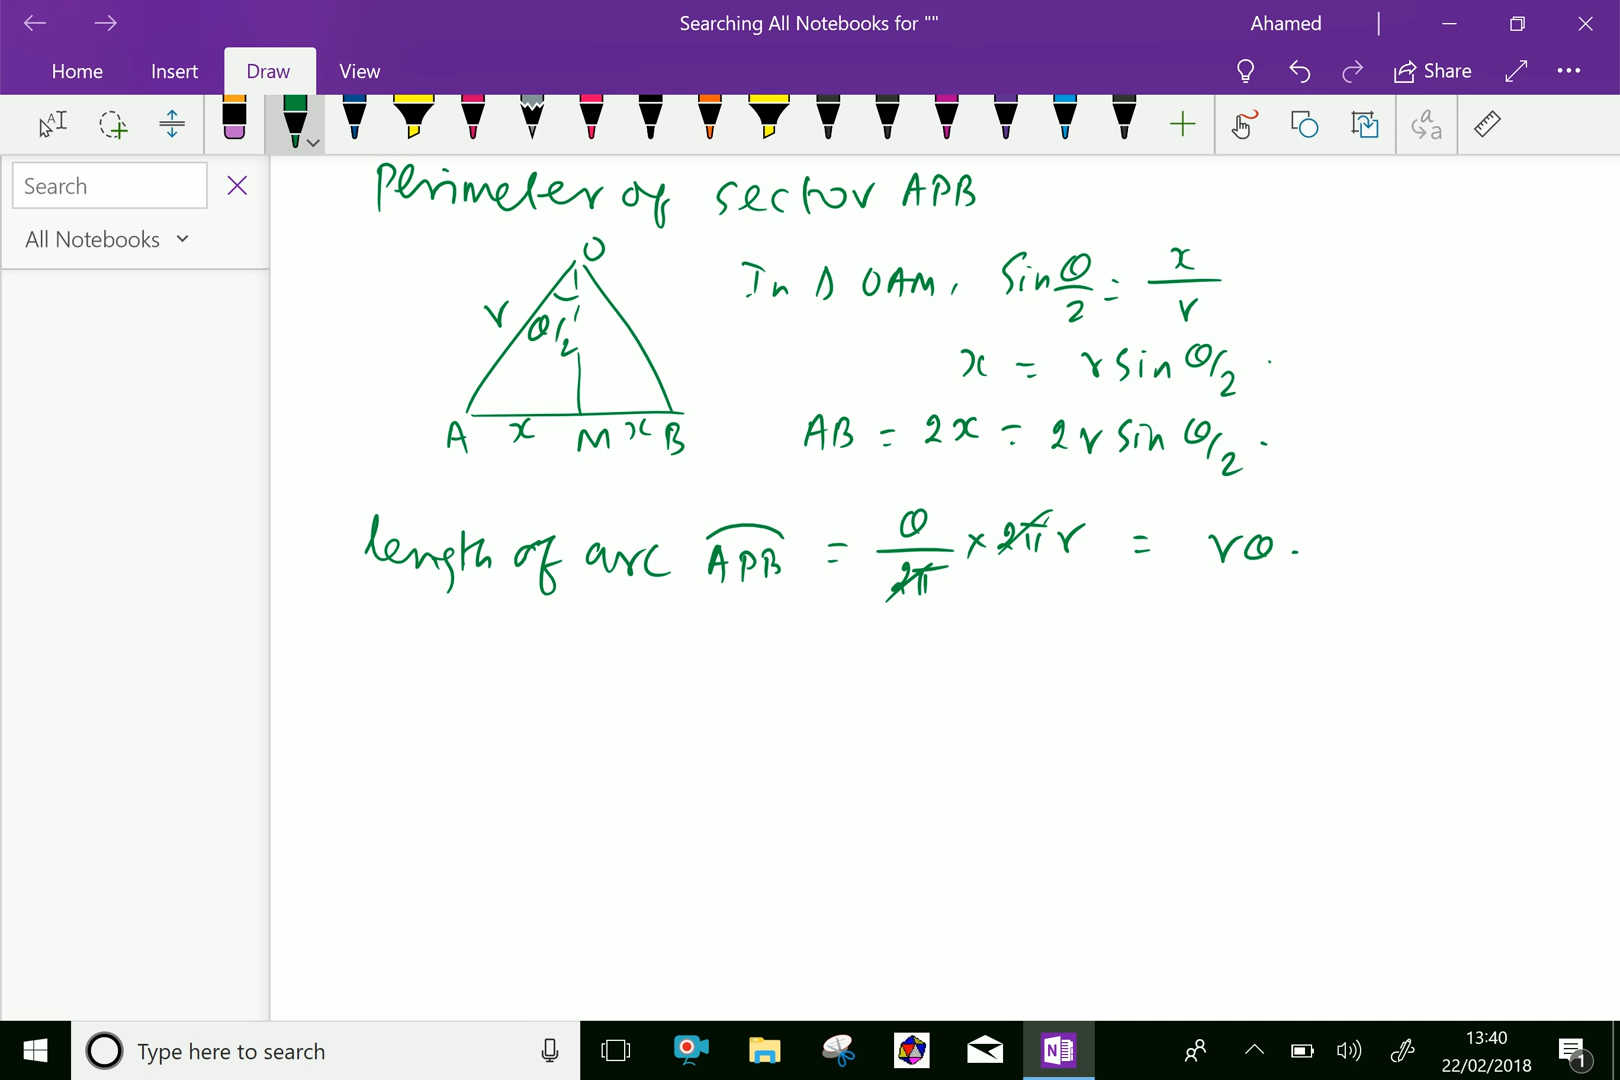 Searching All Notebooks for ""
Ahamed
Home Insert Draw View
Share
Search
All Notebooks
Perimeter of sector APB
O
In Δ OAM, Sin θ/2 = x/r
r
θ/2
x = r sin θ/2.
A x M x B
AB = 2x = 2r sin θ/2.
length of arc APB = θ/2π × 2πr = rθ.
Type here to search
13:40
22/02/2018
1